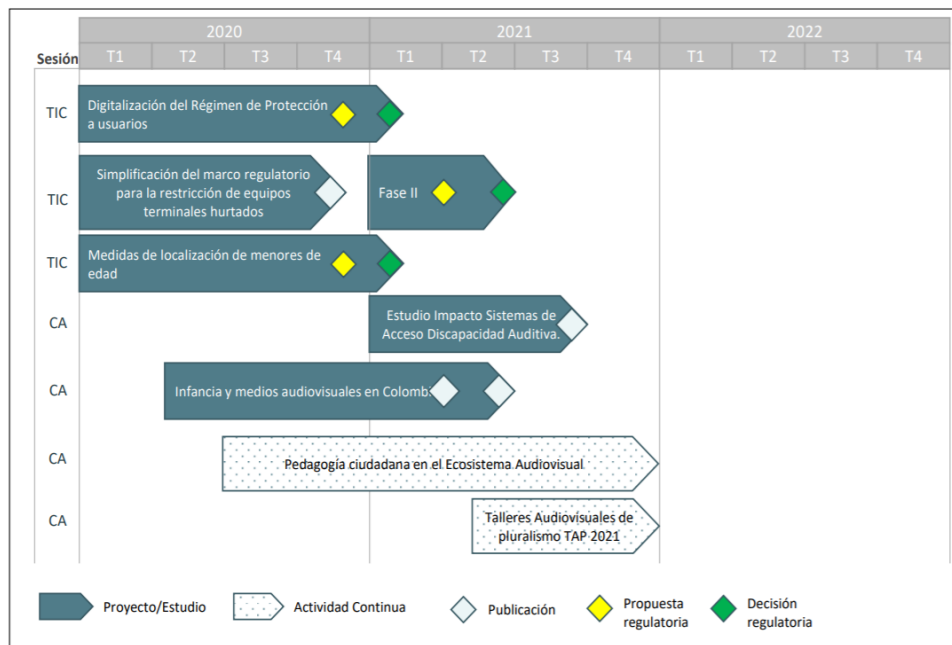 2020 2021 2022
Sesión T1 T2 T3 T4 T1 T2 T3 T4 T1 T2 T3 T4
TIC
Digitalización del Régimen de Protección
a usuarios
TIC
Simplificación del marco regulatorio
para la restricción de equipos
terminales hurtados
Fase II
TIC
Medidas de localización de menores de
edad
CA
Estudio Impacto Sistemas de
Acceso Discapacidad Auditiva.
CA
Infancia y medios audiovisuales en Colomb
CA
Pedagogía ciudadana en el Ecosistema Audiovisual
CA
Talleres Audiovisuales de
pluralismo TAP 2021
Proyecto/Estudio
Actividad Continua
Publicación
Propuesta
regulatoria
Decisión
regulatoria